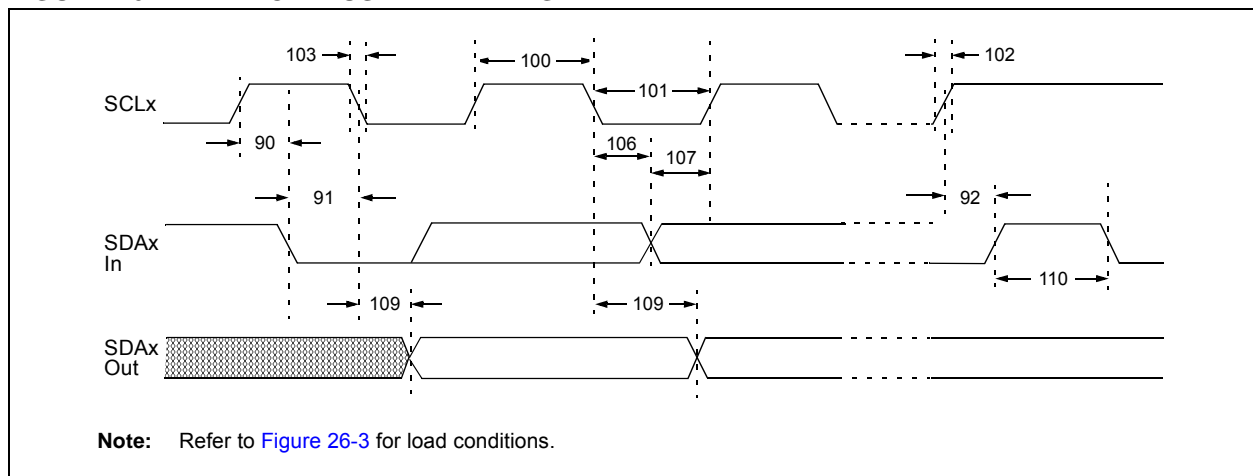 103
100
102
101
SCLx
90
106
107
91
92
SDAx
In
109
109
110
SDAx
Out
Note: Refer to Figure 26-3 for load conditions.